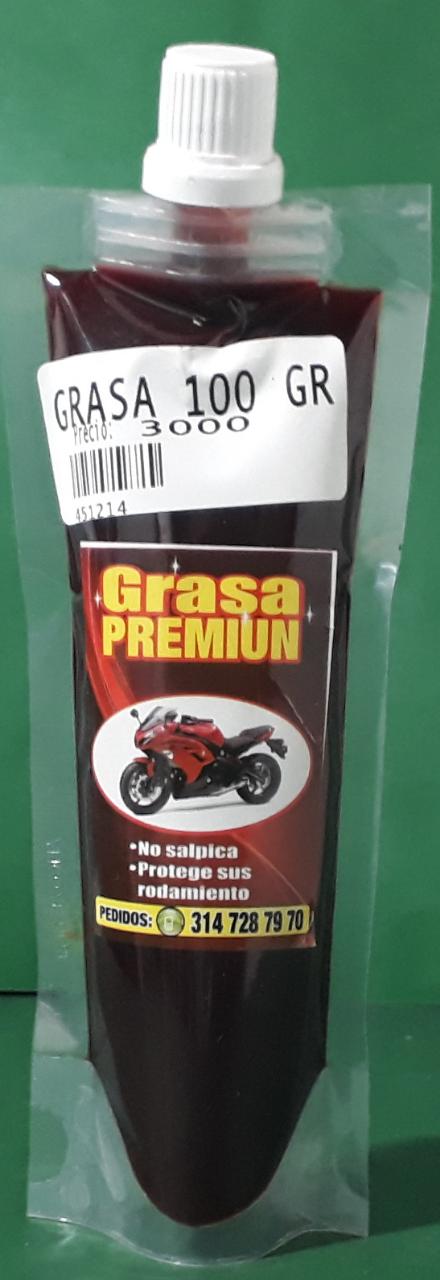 GRASA 100 GR
Precio: 3000
451214
Grasa
PREMIUN
•No salpica
•Protege sus
rodamiento
PEDIDOS: 314 728 79 70